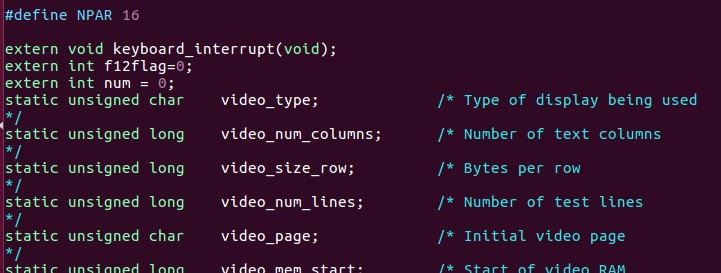 #define NPAR 16
extern void keyboard_interrupt(void);
extern int f12flag=0;
extern int num = 0;
static unsigned char    video_type;             /* Type of display being used
*/
static unsigned long    video_num_columns;      /* Number of text columns
*/
static unsigned long    video_size_row;         /* Bytes per row
*/
static unsigned long    video_num_lines;        /* Number of test lines
*/
static unsigned char    video_page;             /* Initial video page
*/
static unsigned long    video_mem_start;        /* Start of video RAM